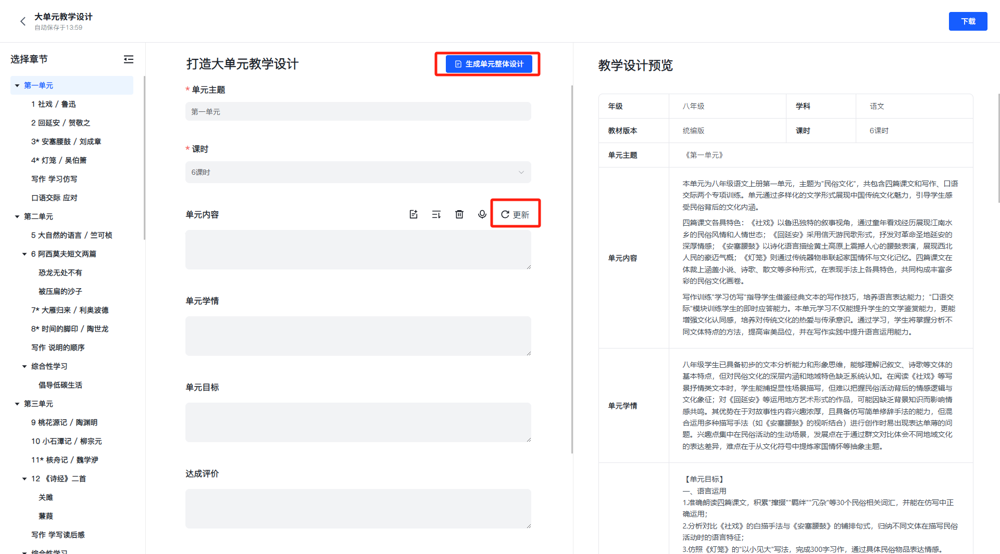 大单元教学设计
自动保存于13:59
下载
选择章节
第一单元
1 社戏 / 鲁迅
2 回延安 / 贺敬之
3* 安塞腰鼓 / 刘成章
4* 灯笼 / 吴伯箫
写作 学习仿写
口语交际 应对
第二单元
5 大自然的语言 / 竺可桢
6 阿西莫夫短文两篇
恐龙无处不有
被压扁的沙子
7* 大雁归来 / 利奥波德
8* 时间的脚印 / 陶世龙
写作 说明的顺序
综合性学习
倡导低碳生活
第三单元
9 桃花源记 / 陶渊明
10 小石潭记 / 柳宗元
11* 核舟记 / 魏学洢
12 《诗经》二首
关雎
蒹葭
写作 学写读后感
综合性学习
打造大单元教学设计
生成单元整体设计
* 单元主题
第一单元
* 课时
6课时
单元内容
更新
单元学情
单元目标
达成评价
教学设计预览
年级 八年级 学科 语文
教材版本 统编版 课时 6课时
单元主题 《第一单元》
单元内容
本单元为八年级语文上册第一单元，主题为"民俗文化"，共包含四篇课文和写作、口语
交际两个专项训练。单元通过多样化的文学形式展现中国传统文化魅力，引导学生感
受民俗背后的文化内涵。
四篇课文各具特色：《社戏》以鲁迅独特的叙事视角，通过童年看戏经历展现江南水
乡的民俗风情和人情世态；《回延安》采用信天游民歌形式，抒发对革命圣地延安的
深厚情感；《安塞腰鼓》以诗化语言描绘黄土高原上震撼人心的腰鼓表演，展现西北
人民的豪迈气概；《灯笼》则通过传统器物串联起家国情怀与文化记忆。四篇课文在
体裁上涵盖小说、诗歌、散文等多种形式，在表现手法上各具特色，共同构成丰富多
彩的民俗文化画卷。
写作训练"学习仿写"指导学生借鉴经典文本的写作技巧，培养语言表达能力；"口语交
际"模块训练学生的即时应答能力。本单元学习不仅能提升学生的文学鉴赏能力，更能
增强文化认同感，培养对传统文化的热爱与传承意识。通过学习，学生将掌握分析不
同文体特点的方法，提高审美品位，并在写作实践中提升语言运用能力。
单元学情
八年级学生已具备初步的文本分析能力和形象思维，能够理解记叙文、诗歌等文体的
基本特点，但对民俗文化的深层内涵和地域特色缺乏系统认知。在阅读《社戏》等写
景抒情类文本时，学生能捕捉显性场景描写，但难以把握民俗活动背后的情感逻辑与
文化象征；对《回延安》等运用地方艺术形式的作品，可能因缺乏背景知识而影响情
感共鸣。其优势在于对故事性内容兴趣浓厚，且具备仿写简单修辞手法的能力，但混
合运用多种描写手法（如《安塞腰鼓》的视听结合）进行创作时易出现表达单薄的问
题。兴趣点集中在民俗活动的生动场景，发展点在于通过群文对比体会不同地域文化
的表达差异，难点在于从文化符号中提炼家国情怀等抽象主题。
【单元目标】
一、语言运用
1.准确朗读四篇课文，积累"撺掇""羁绊""冗杂"等30个民俗相关词汇，并能在仿写中正
确运用；
2.分析对比《社戏》的白描手法与《安塞腰鼓》的铺排句式，归纳不同文体在描写民俗
活动时的语言特征；
3.仿照《灯笼》的"以小见大"写法，完成300字习作，通过具体民俗物品表达情感。